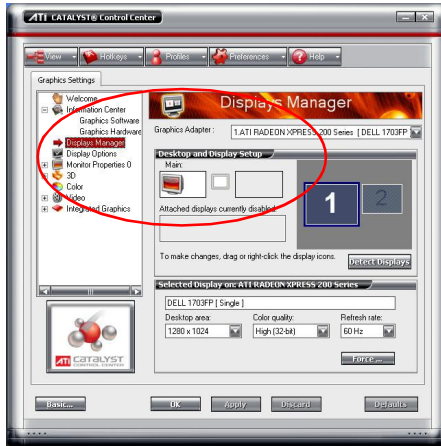 ATI CATALYST® Control Center
View Hotkeys Profiles Preferences Help
Graphics Settings
Welcome
Information Center
Graphics Software
Graphics Hardware
Displays Manager
Display Options
Monitor Properties 0
3D
Color
Video
Integrated Graphics
ATI CATALYST
CONTROL CENTER
Displays Manager
Graphics Adapter :
1.ATI RADEON XPRESS 200 Series [ DELL 1703FP
Desktop and Display Setup
Main:
1 2
Attached displays currently disabled:
To make changes, drag or right-click the display icons.
Detect Displays
Selected Display on: ATI RADEON XPRESS 200 Series
DELL 1703FP [ Single ]
Desktop area: Color quality: Refresh rate:
1280 x 1024 High (32-bit) 60 Hz
Force ...
Basic... OK Apply Discard Defaults